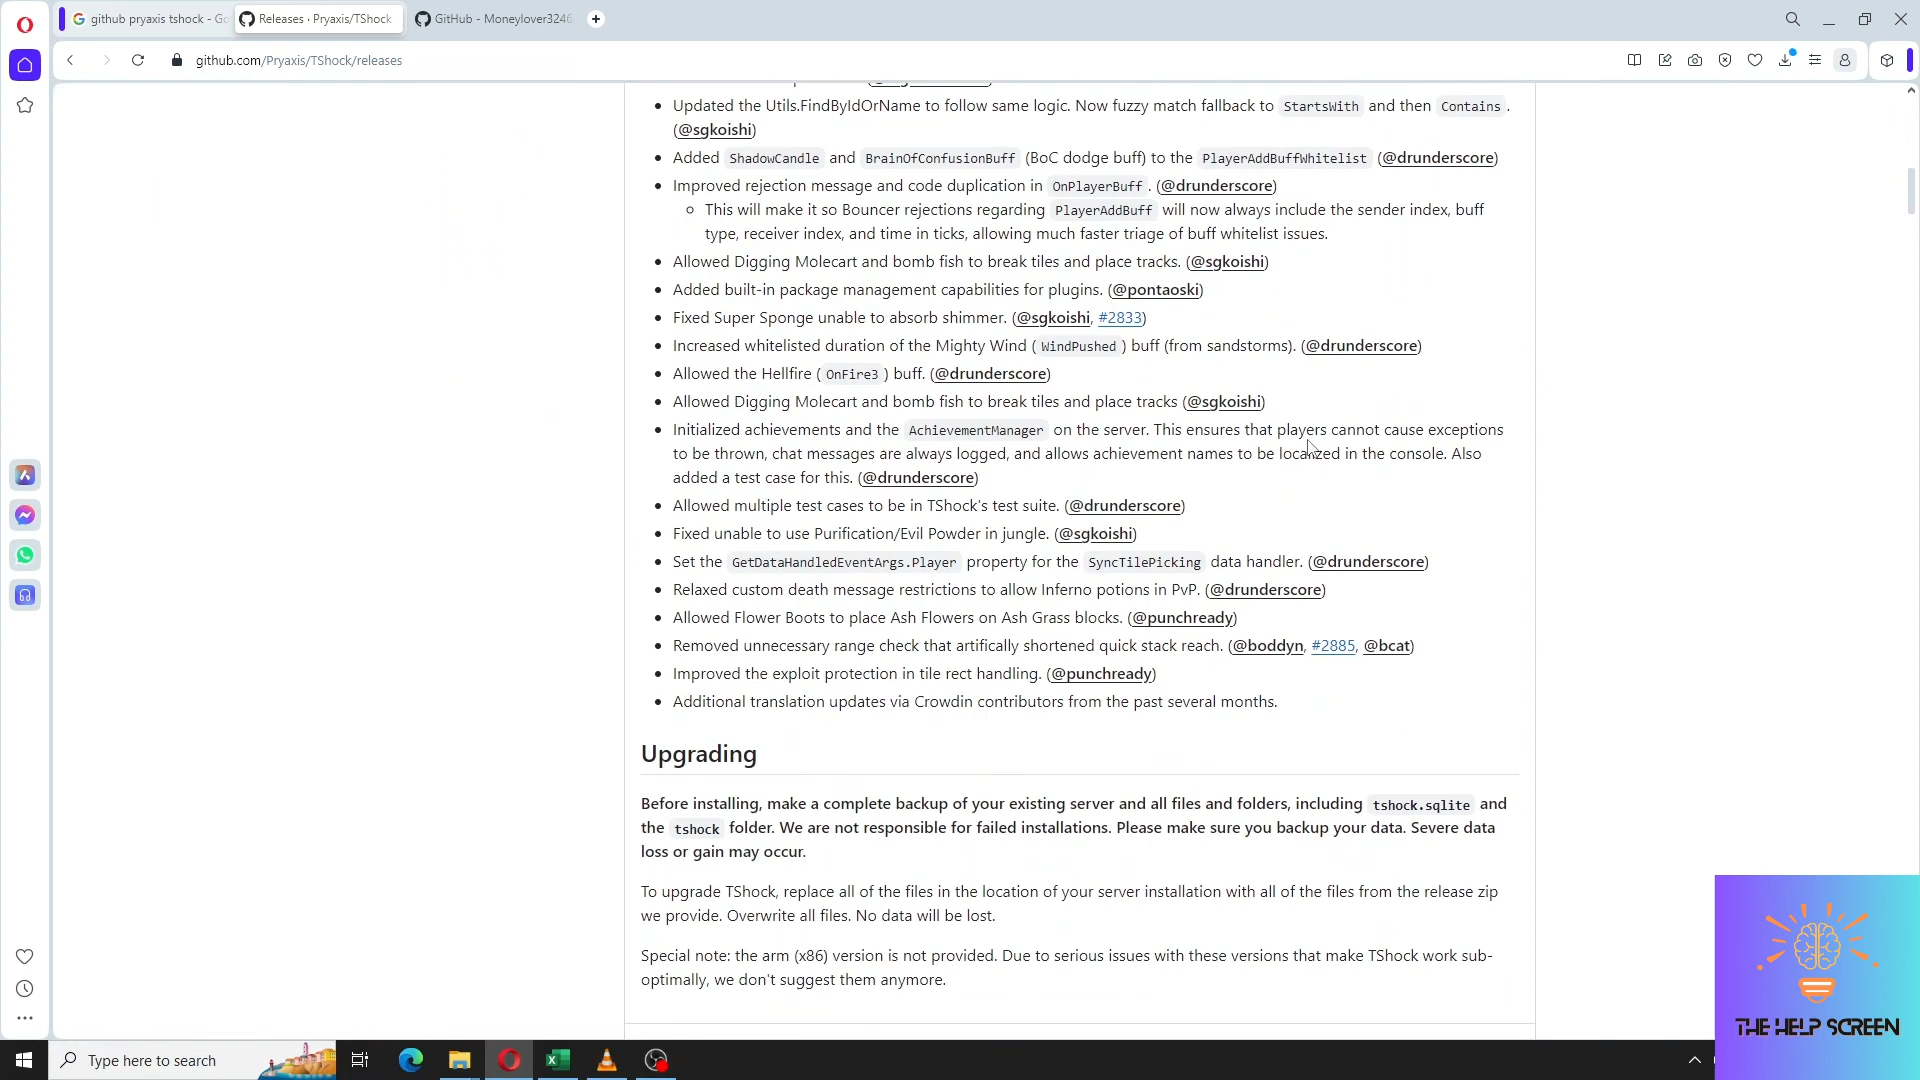 github pryaxis tshock - Go
Releases · Pryaxis/TShock
GitHub - Moneylover3246
github.com/Pryaxis/TShock/releases
Updated the Utils.FindByIdOrName to follow same logic. Now fuzzy match fallback to StartsWith and then Contains .
(@sgkoishi)
Added ShadowCandle and BrainOfConfusionBuff (BoC dodge buff) to the PlayerAddBuffWhitelist (@drunderscore)
Improved rejection message and code duplication in OnPlayerBuff . (@drunderscore)
This will make it so Bouncer rejections regarding PlayerAddBuff will now always include the sender index, buff
type, receiver index, and time in ticks, allowing much faster triage of buff whitelist issues.
Allowed Digging Molecart and bomb fish to break tiles and place tracks. (@sgkoishi)
Added built-in package management capabilities for plugins. (@pontaoski)
Fixed Super Sponge unable to absorb shimmer. (@sgkoishi, #2833)
Increased whitelisted duration of the Mighty Wind ( WindPushed ) buff (from sandstorms). (@drunderscore)
Allowed the Hellfire ( OnFire3 ) buff. (@drunderscore)
Allowed Digging Molecart and bomb fish to break tiles and place tracks (@sgkoishi)
Initialized achievements and the AchievementManager on the server. This ensures that players cannot cause exceptions
to be thrown, chat messages are always logged, and allows achievement names to be localized in the console. Also
added a test case for this. (@drunderscore)
Allowed multiple test cases to be in TShock's test suite. (@drunderscore)
Fixed unable to use Purification/Evil Powder in jungle. (@sgkoishi)
Set the GetDataHandledEventArgs.Player property for the SyncTilePicking data handler. (@drunderscore)
Relaxed custom death message restrictions to allow Inferno potions in PvP. (@drunderscore)
Allowed Flower Boots to place Ash Flowers on Ash Grass blocks. (@punchready)
Removed unnecessary range check that artifically shortened quick stack reach. (@boddyn, #2885, @bcat)
Improved the exploit protection in tile rect handling. (@punchready)
Additional translation updates via Crowdin contributors from the past several months.
Upgrading
Before installing, make a complete backup of your existing server and all files and folders, including tshock.sqlite and
the tshock folder. We are not responsible for failed installations. Please make sure you backup your data. Severe data
loss or gain may occur.
To upgrade TShock, replace all of the files in the location of your server installation with all of the files from the release zip
we provide. Overwrite all files. No data will be lost.
Special note: the arm (x86) version is not provided. Due to serious issues with these versions that make TShock work sub-
optimally, we don't suggest them anymore.
THE HELP SCREEN
Type here to search